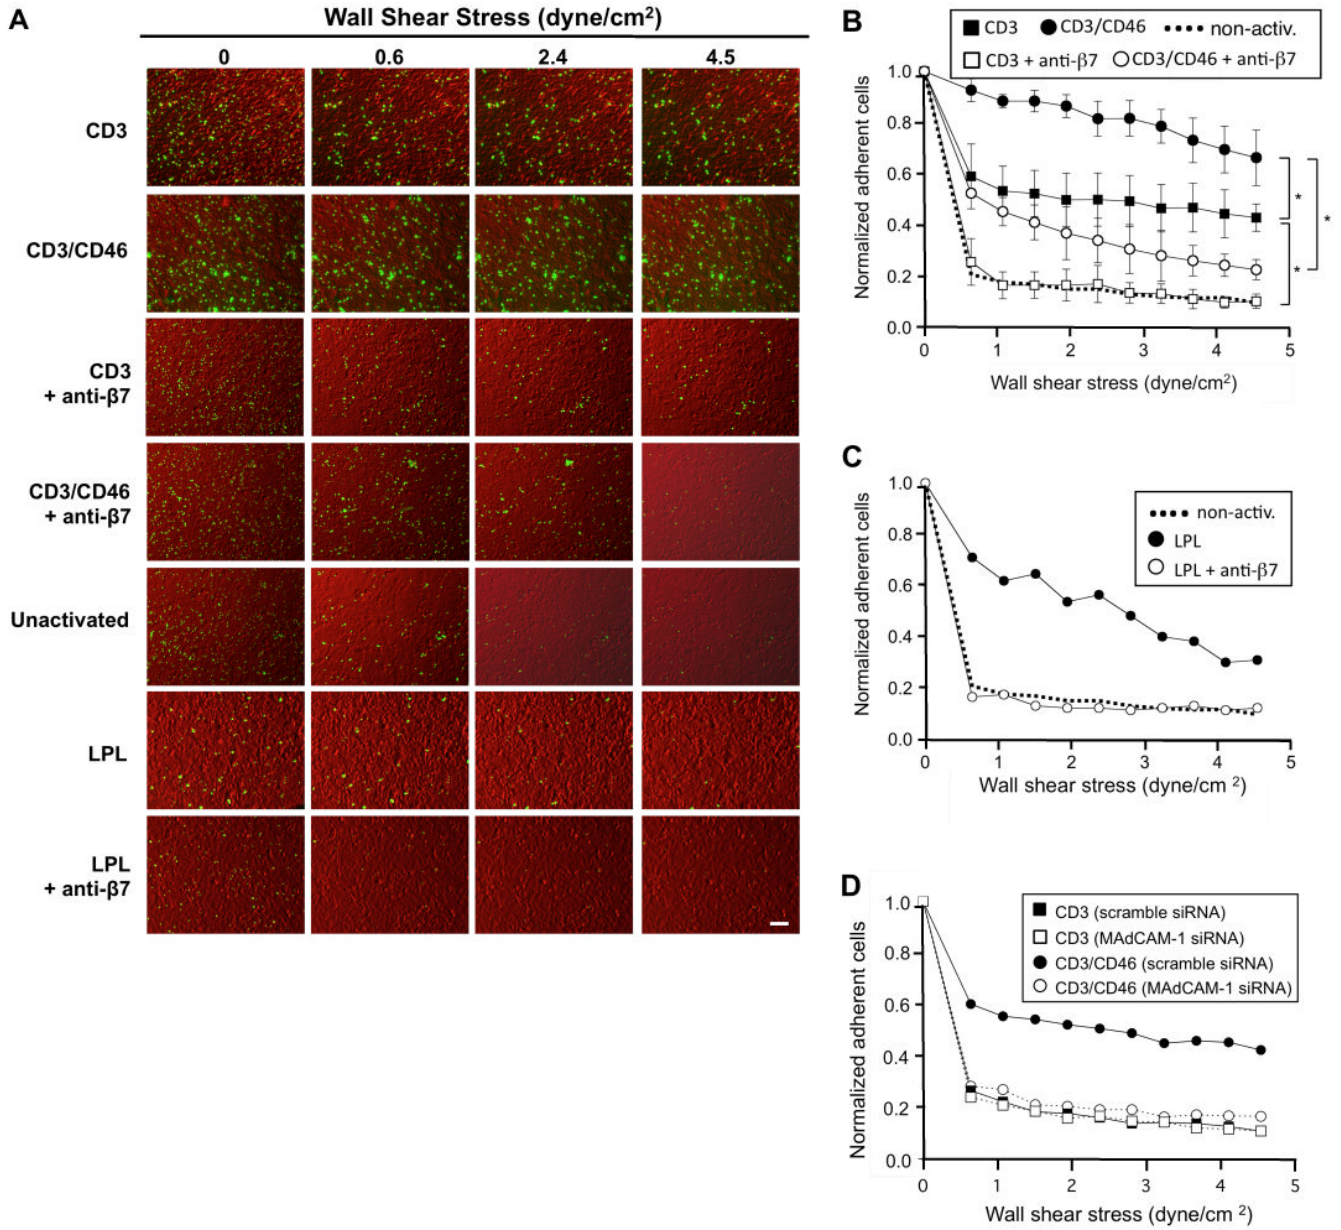 A
Wall Shear Stress (dyne/cm²)
0 0.6 2.4 4.5
CD3
CD3/CD46
CD3
+ anti-β7
CD3/CD46
+ anti-β7
Unactivated
LPL
LPL
+ anti-β7
B
CD3 CD3/CD46 non-activ.
CD3 + anti-β7 CD3/CD46 + anti-β7
Normalized adherent cells
1.0
0.8
0.6
0.4
0.2
0.0
0 1 2 3 4 5
*
*
*
Wall shear stress (dyne/cm²)
C
non-activ.
LPL
LPL + anti-β7
Normalized adherent cells
1.0
0.8
0.6
0.4
0.2
0.0
0 1 2 3 4 5
Wall shear stress (dyne/cm ²)
D
CD3 (scramble siRNA)
CD3 (MAdCAM-1 siRNA)
CD3/CD46 (scramble siRNA)
CD3/CD46 (MAdCAM-1 siRNA)
Normalized adherent cells
1.0
0.8
0.6
0.4
0.2
0.0
0 1 2 3 4 5
Wall shear stress (dyne/cm ²)